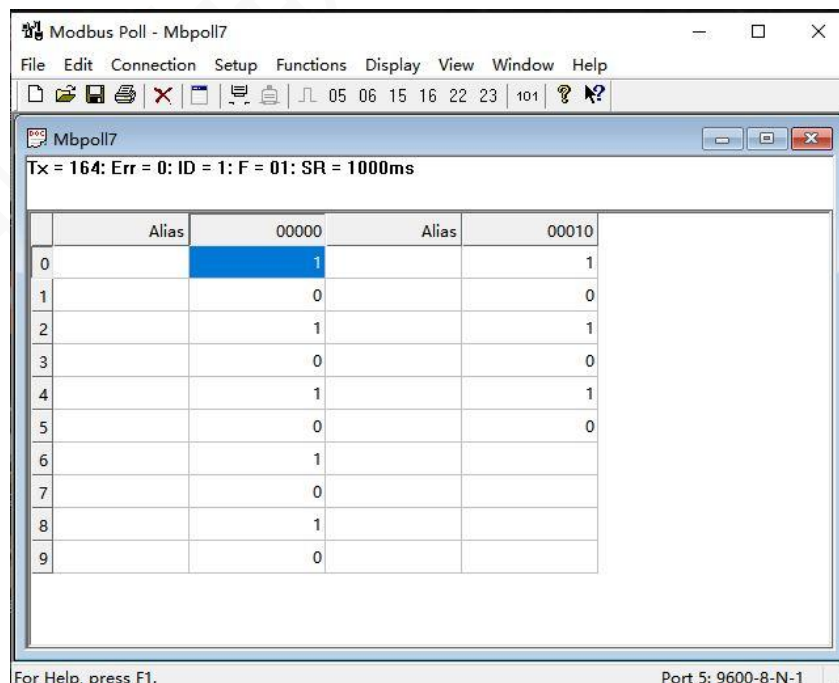 Modbus Poll - Mbpoll7
File Edit Connection Setup Functions Display View Window Help
05 06 15 16 22 23 101
Mbpoll7
Tx = 164: Err = 0: ID = 1: F = 01: SR = 1000ms
Alias 00000 Alias 00010
0 1 1
1 0 0
2 1 1
3 0 0
4 1 1
5 0 0
6 1
7 0
8 1
9 0
For Help, press F1. Port 5: 9600-8-N-1